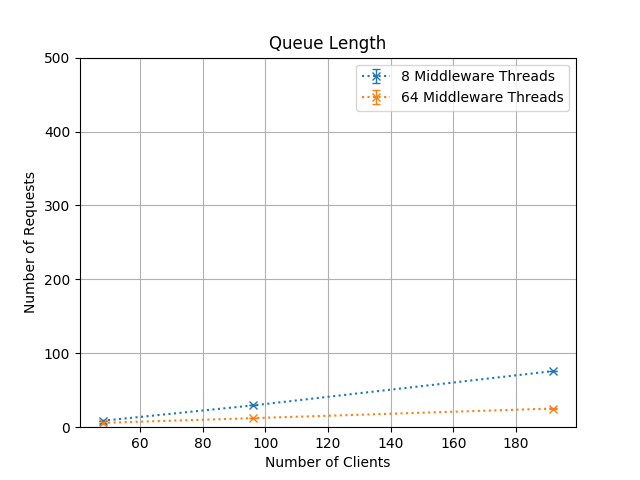 Queue Length
8 Middleware Threads
64 Middleware Threads
Number of Requests
500
400
300
200
100
0
60 80 100 120 140 160 180
Number of Clients